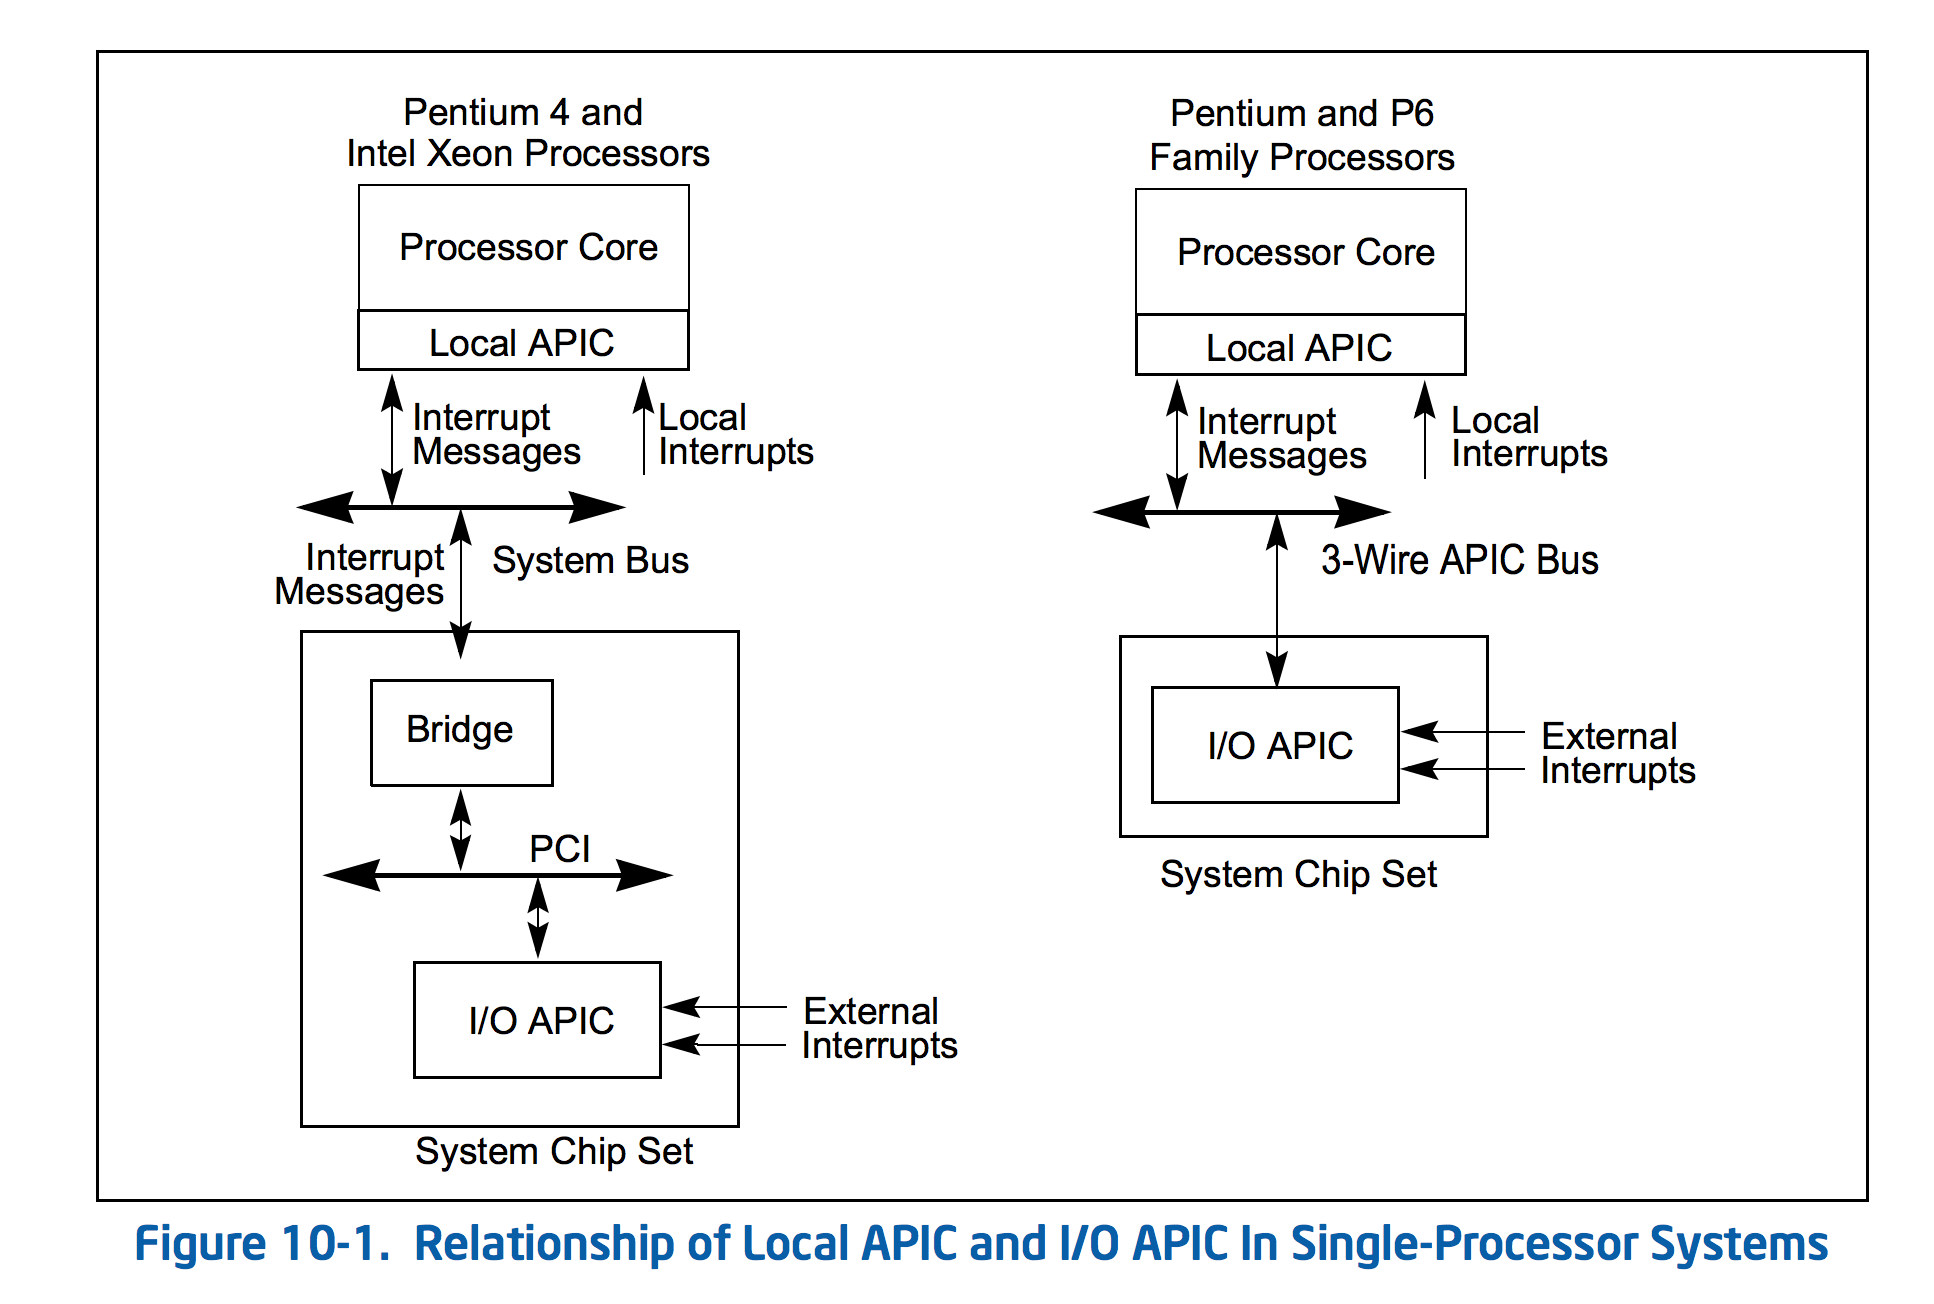 Pentium 4 and
Intel Xeon Processors
Processor Core
Local APIC
Interrupt
Messages
Local
Interrupts
Interrupt
Messages
System Bus
Bridge
PCI
I/O APIC
External
Interrupts
System Chip Set
Pentium and P6
Family Processors
Processor Core
Local APIC
Interrupt
Messages
Local
Interrupts
3-Wire APIC Bus
I/O APIC
External
Interrupts
System Chip Set
Figure 10-1. Relationship of Local APIC and I/O APIC In Single-Processor Systems